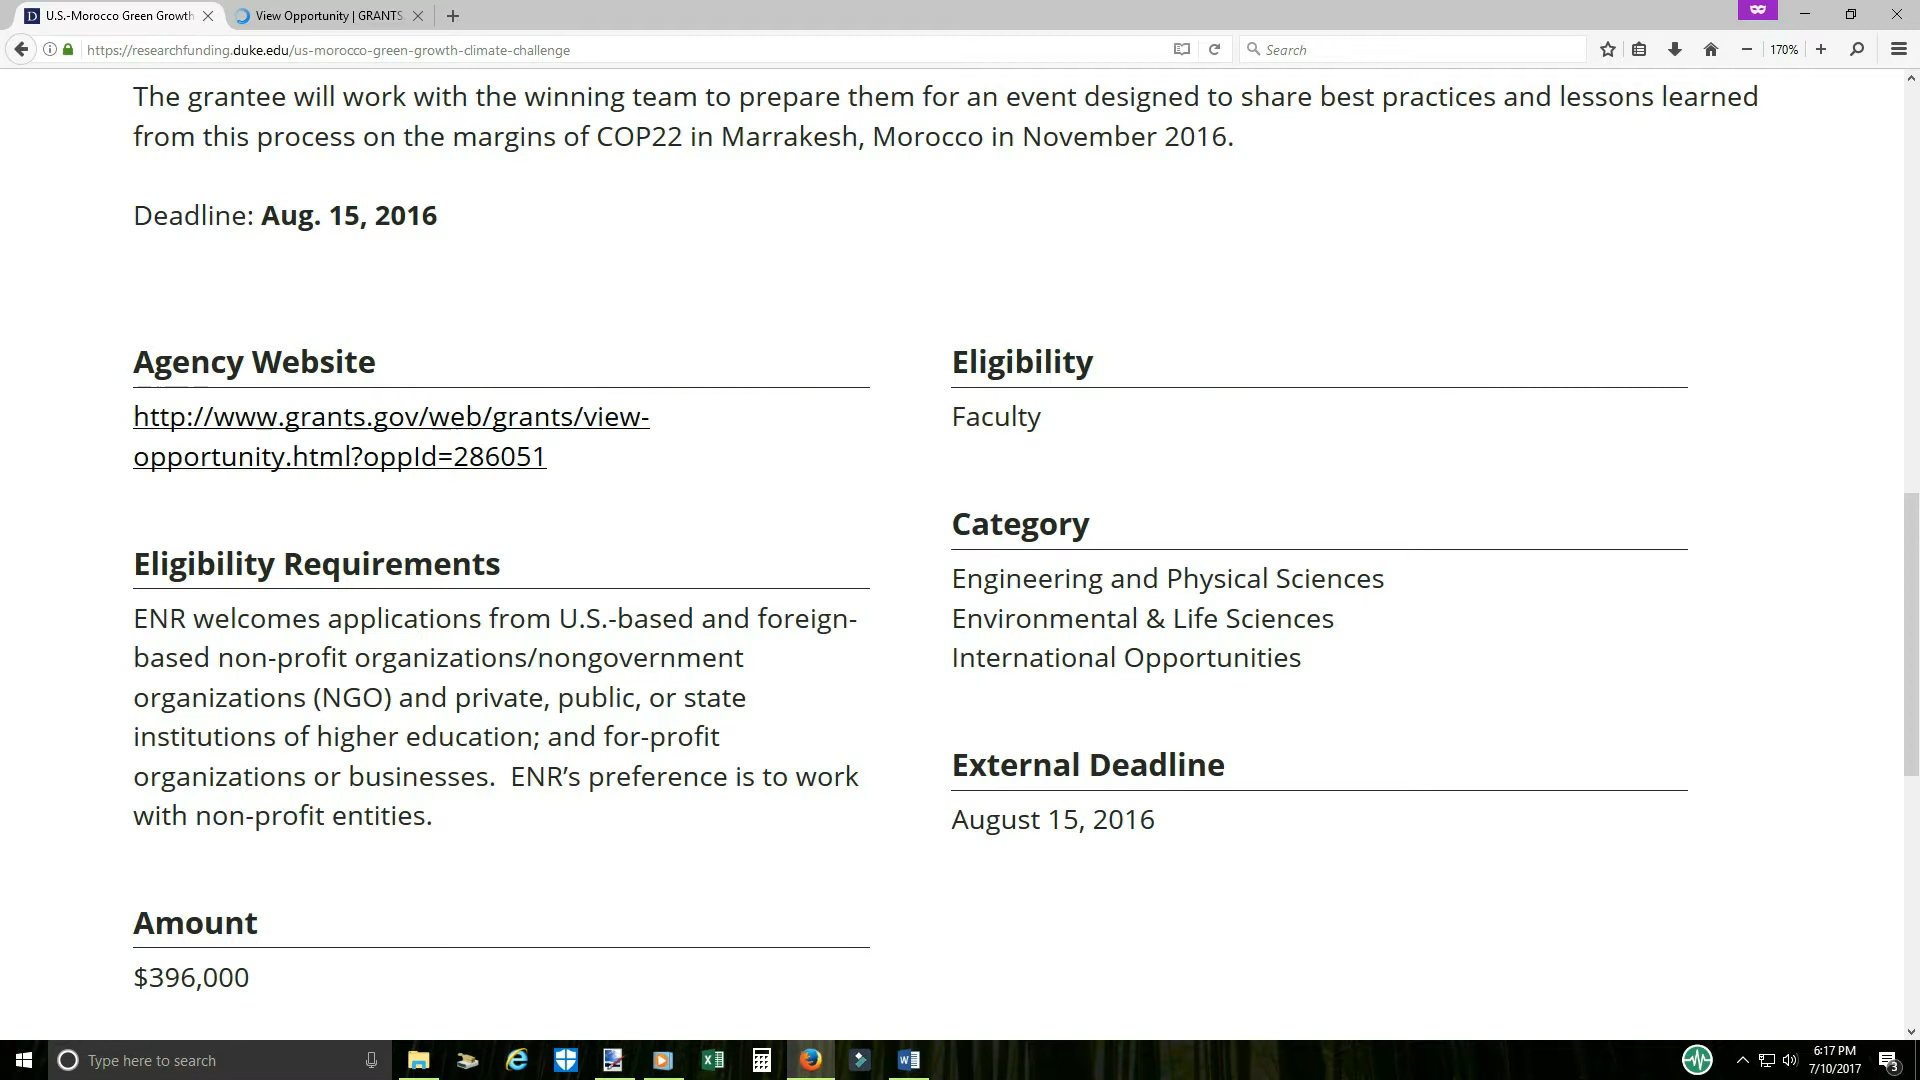 U.S.-Morocco Green Growth
View Opportunity | GRANTS.
https://researchfunding.duke.edu/us-morocco-green-growth-climate-challenge
Search
170%
The grantee will work with the winning team to prepare them for an event designed to share best practices and lessons learned
from this process on the margins of COP22 in Marrakesh, Morocco in November 2016.
Deadline: Aug. 15, 2016
Agency Website
http://www.grants.gov/web/grants/view-
opportunity.html?oppId=286051
Eligibility Requirements
ENR welcomes applications from U.S.-based and foreign-
based non-profit organizations/nongovernment
organizations (NGO) and private, public, or state
institutions of higher education; and for-profit
organizations or businesses.  ENR’s preference is to work
with non-profit entities.
Amount
$396,000
Eligibility
Faculty
Category
Engineering and Physical Sciences
Environmental & Life Sciences
International Opportunities
External Deadline
August 15, 2016
Type here to search
6:17 PM
7/10/2017
3